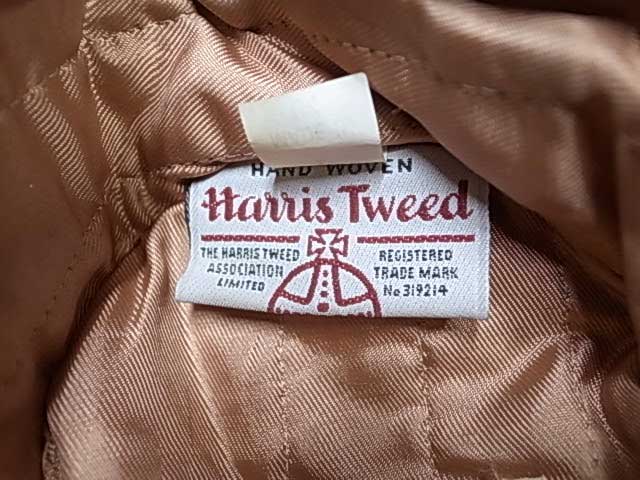 HAND WOVEN
Harris Tweed
THE HARRIS TWEED
ASSOCIATION
LIMITED
REGISTERED
TRADE MARK
No 319214